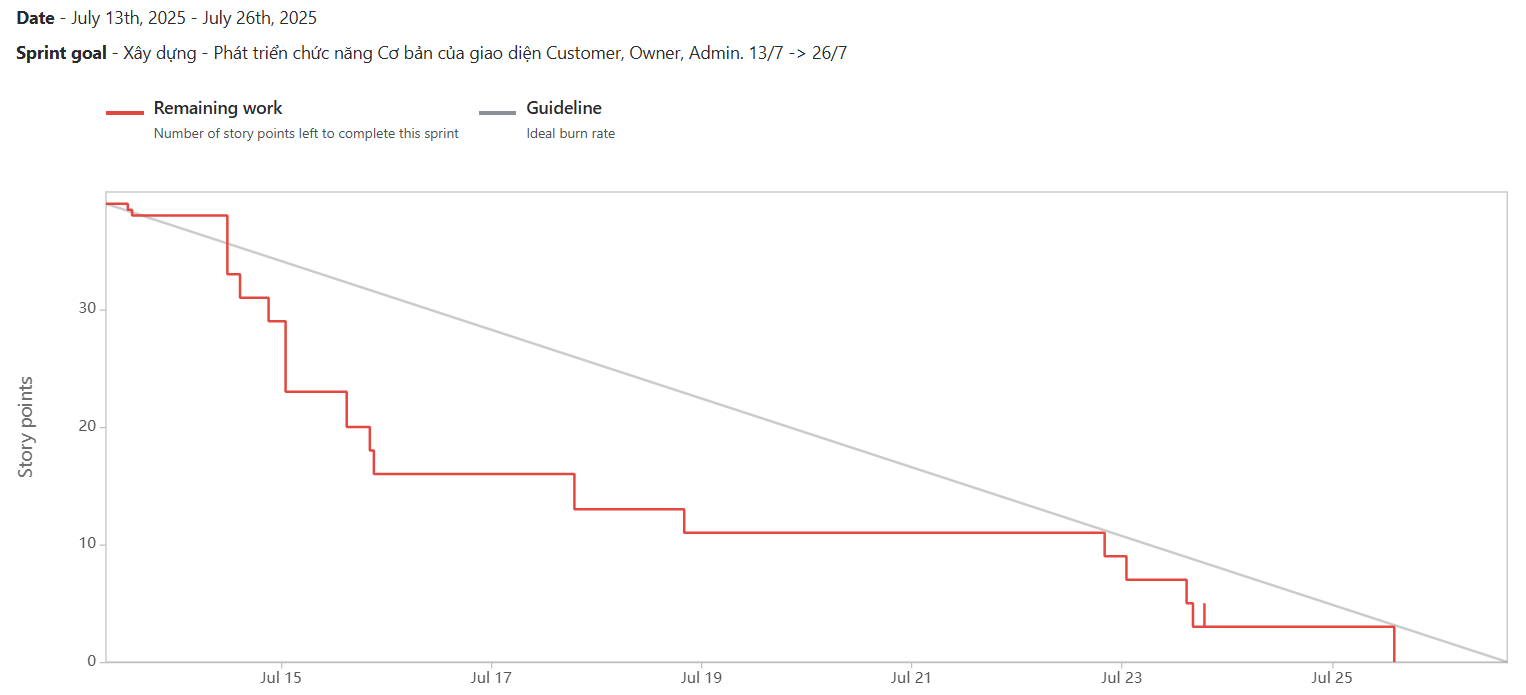 Date - July 13th, 2025 - July 26th, 2025
Sprint goal - Xây dựng - Phát triển chức năng Cơ bản của giao diện Customer, Owner, Admin. 13/7 -> 26/7
Remaining work
Number of story points left to complete this sprint
Guideline
Ideal burn rate
Story points
30
20
10
0
Jul 15
Jul 17
Jul 19
Jul 21
Jul 23
Jul 25